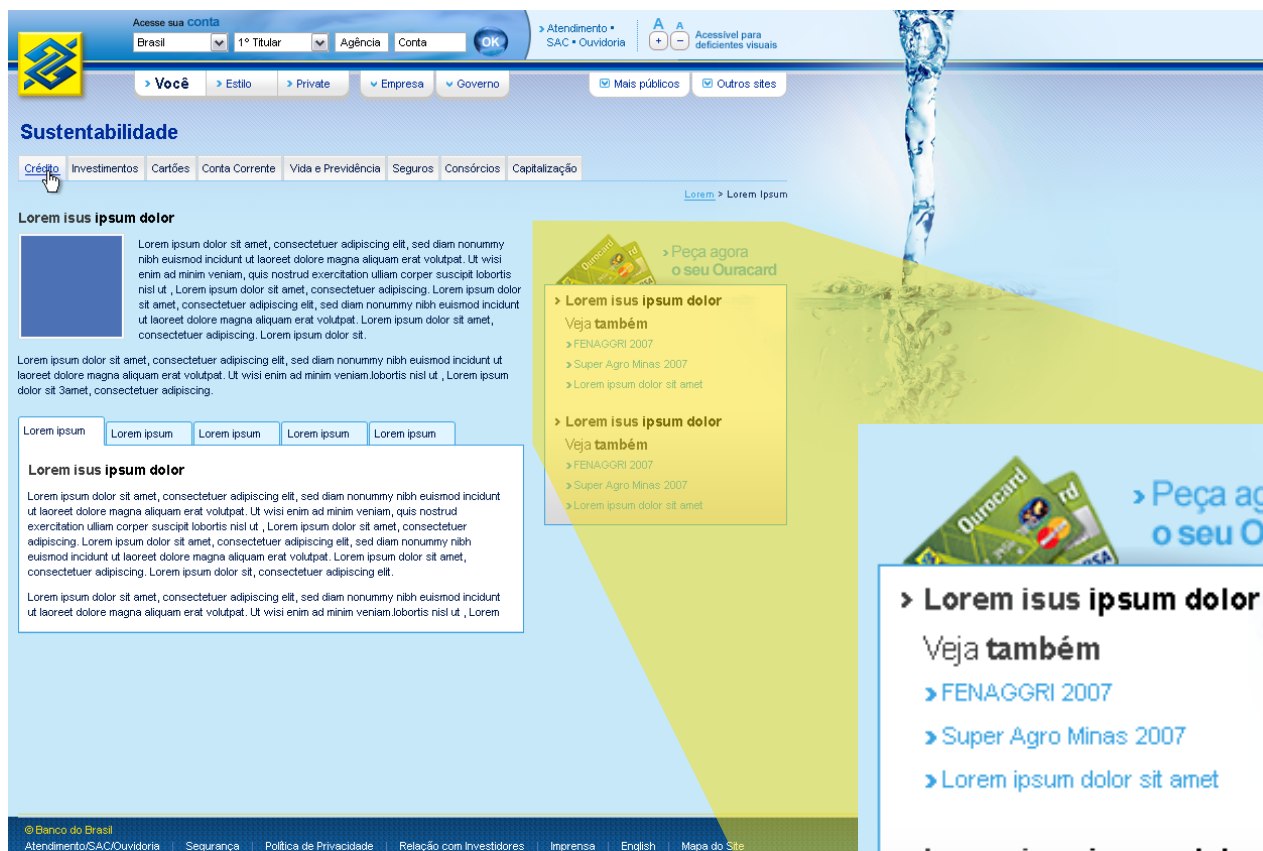 Acesse sua conta
Brasil 1º Titular Agência Conta OK
› Atendimento •
SAC • Ouvidoria
A A
+ −
Acessível para
deficientes visuais
› Você › Estilo › Private Empresa Governo Mais públicos Outros sites
Sustentabilidade
Crédito Investimentos Cartões Conta Corrente Vida e Previdência Seguros Consórcios Capitalização
Lorem > Lorem Ipsum
Lorem isus ipsum dolor
Lorem ipsum dolor sit amet, consectetuer adipiscing elit, sed diam nonummy
nibh euismod incidunt ut laoreet dolore magna aliquam erat volutpat. Ut wisi
enim ad minim veniam, quis nostrud exercitation ulliam corper suscipit lobortis
nisl ut , Lorem ipsum dolor sit amet, consectetuer adipiscing. Lorem ipsum dolor
sit amet, consectetuer adipiscing elit, sed diam nonummy nibh euismod incidunt
ut laoreet dolore magna aliquam erat volutpat. Lorem ipsum dolor sit amet,
consectetuer adipiscing. Lorem ipsum dolor sit.
Lorem ipsum dolor sit amet, consectetuer adipiscing elit, sed diam nonummy nibh euismod incidunt ut
laoreet dolore magna aliquam erat volutpat. Ut wisi enim ad minim veniam.lobortis nisl ut , Lorem ipsum
dolor sit 3amet, consectetuer adipiscing.
Lorem ipsum Lorem ipsum Lorem ipsum Lorem ipsum Lorem ipsum
Lorem isus ipsum dolor
Lorem ipsum dolor sit amet, consectetuer adipiscing elit, sed diam nonummy nibh euismod incidunt
ut laoreet dolore magna aliquam erat volutpat. Ut wisi enim ad minim veniam, quis nostrud
exercitation ulliam corper suscipit lobortis nisl ut , Lorem ipsum dolor sit amet, consectetuer
adipiscing. Lorem ipsum dolor sit amet, consectetuer adipiscing elit, sed diam nonummy nibh
euismod incidunt ut laoreet dolore magna aliquam erat volutpat. Lorem ipsum dolor sit amet,
consectetuer adipiscing. Lorem ipsum dolor sit, consectetuer adipiscing elit.
Lorem ipsum dolor sit amet, consectetuer adipiscing elit, sed diam nonummy nibh euismod incidunt
ut laoreet dolore magna aliquam erat volutpat. Ut wisi enim ad minim veniam.lobortis nisl ut , Lorem
Ourocard
› Peça agora
o seu Ouracard
› Lorem isus ipsum dolor
Veja também
› FENAGGRI 2007
› Super Agro Minas 2007
› Lorem ipsum dolor sit amet
› Lorem isus ipsum dolor
Veja também
› FENAGGRI 2007
› Super Agro Minas 2007
› Lorem ipsum dolor sit amet
Ourocard
› Peça ag
o seu O
› Lorem isus ipsum dolor
Veja também
› FENAGGRI 2007
› Super Agro Minas 2007
› Lorem ipsum dolor sit amet
© Banco do Brasil
Atendimento/SAC/Ouvidoria | Segurança | Política de Privacidade | Relação com Investidores | Imprensa | English | Mapa do Site